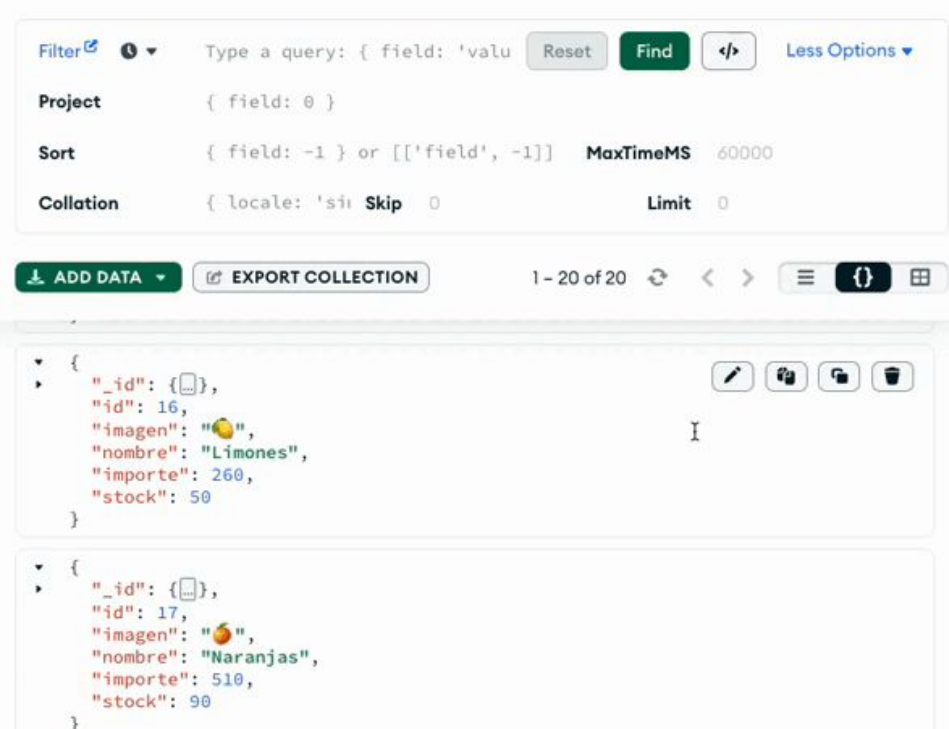 Filter Type a query: { field: 'valu Reset Find </> Less Options
Project { field: 0 }
Sort { field: -1 } or [['field', -1]] MaxTimeMS 60000
Collation { locale: 'si Skip 0 Limit 0
ADD DATA EXPORT COLLECTION 1 – 20 of 20 {}
{
"_id": {…},
"id": 16,
"imagen": "🍋",
"nombre": "Limones",
"importe": 260,
"stock": 50
}
{
"_id": {…},
"id": 17,
"imagen": "🍊",
"nombre": "Naranjas",
"importe": 510,
"stock": 90
}